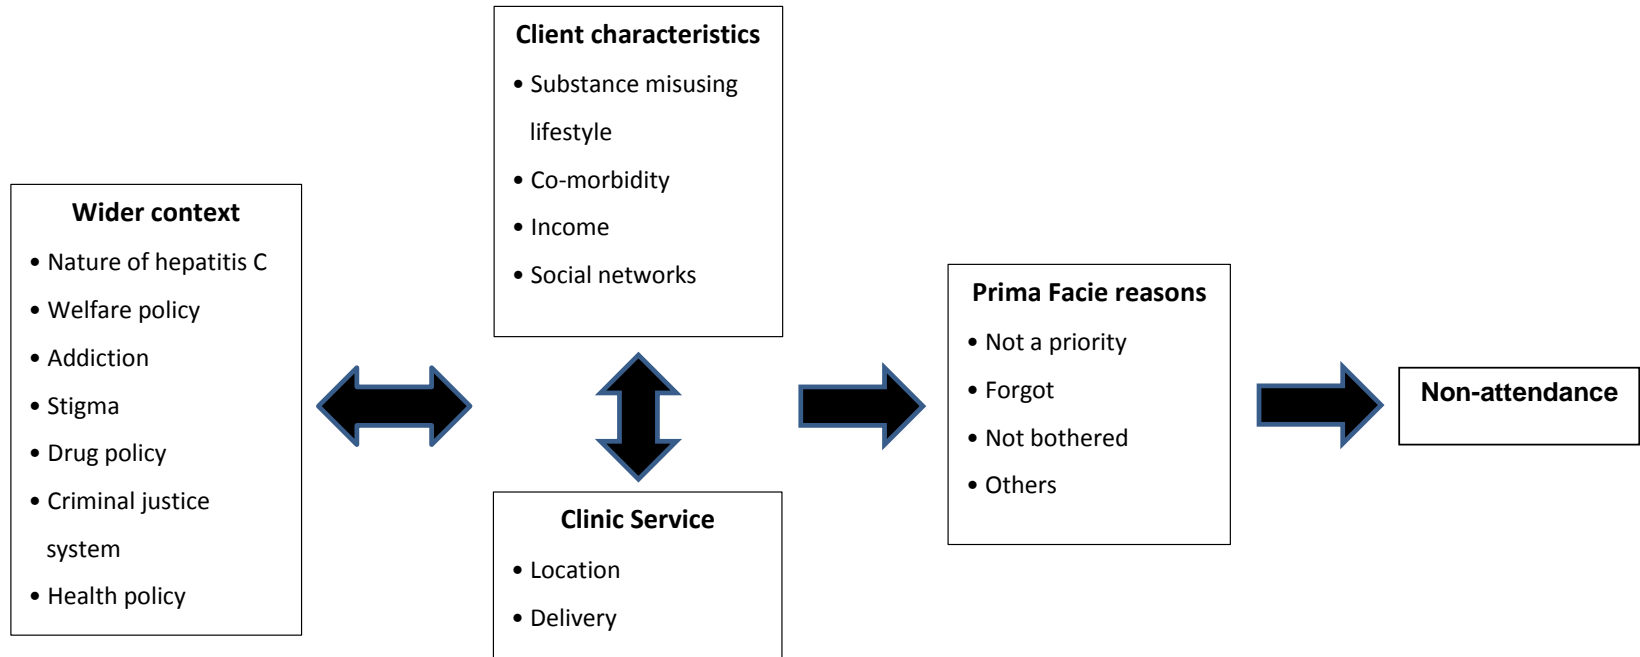 Wider context
• Nature of hepatitis C
• Welfare policy
• Addiction
• Stigma
• Drug policy
• Criminal justice
system
• Health policy
Client characteristics
• Substance misusing
lifestyle
• Co-morbidity
• Income
• Social networks
Clinic Service
• Location
• Delivery
Prima Facie reasons
• Not a priority
• Forgot
• Not bothered
• Others
Non-attendance